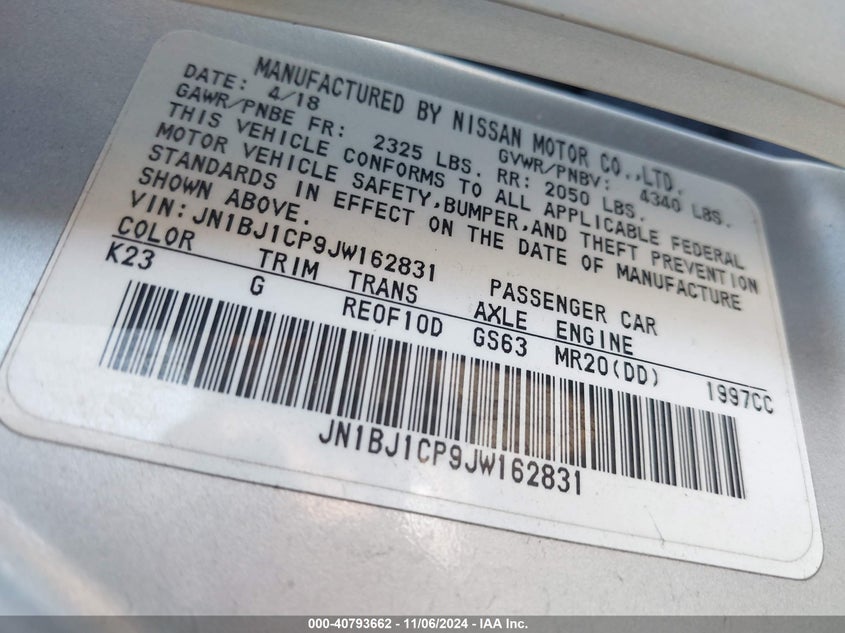 MANUFACTURED BY NISSAN MOTOR CO.,LTD.
DATE: 4/18 GVWR/PNBV: 4340 LBS.
GAWR/PNBE FR: 2325 LBS. RR: 2050 LBS.
THIS VEHICLE CONFORMS TO ALL APPLICABLE FEDERAL
MOTOR VEHICLE SAFETY,BUMPER,AND THEFT PREVENTION
STANDARDS IN EFFECT ON THE DATE OF MANUFACTURE
SHOWN ABOVE.
VIN:JN1BJ1CP9JW162831 PASSENGER CAR
COLOR TRIM TRANS AXLE ENGINE
K23 G RE0F10D GS63 MR20(DD) 1997CC
JN1BJ1CP9JW162831
000-40793662 - 11/06/2024 - IAA Inc.